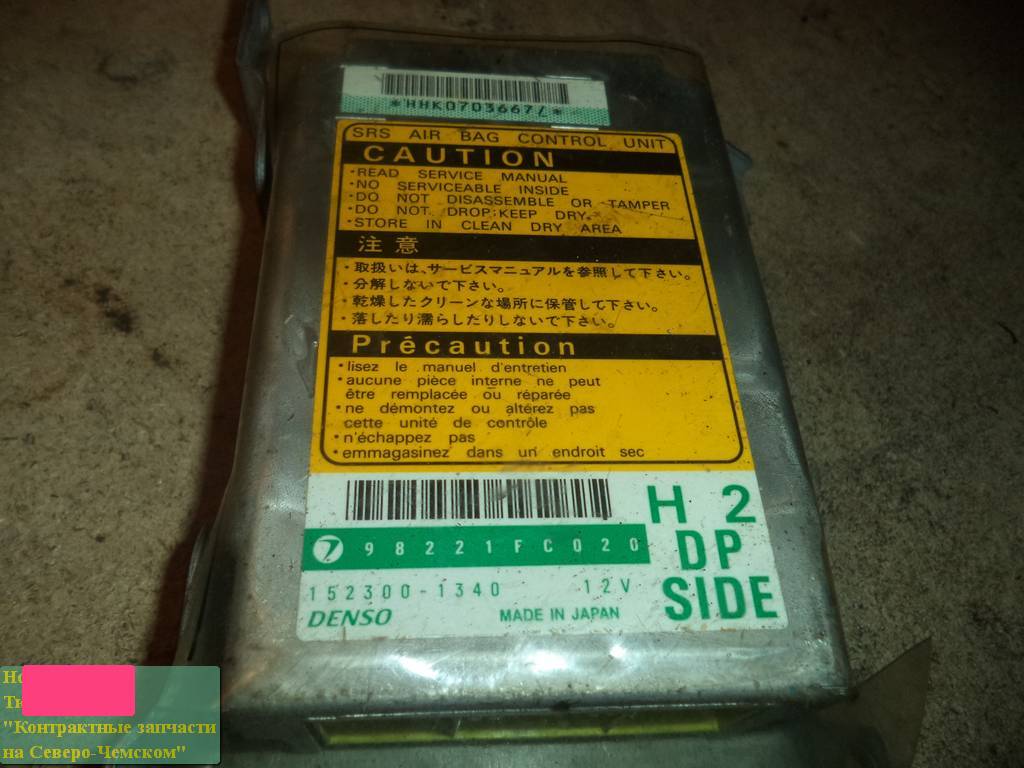 *HHK07036677*
SRS AIR BAG CONTROL UNIT
CAUTION
·READ SERVICE MANUAL
·NO SERVICEABLE INSIDE
·DO NOT DISASSEMBLE OR TAMPER
·DO NOT DROP;KEEP DRY.
·STORE IN CLEAN DRY AREA
注意
·取扱いは、サービスマニュアルを参照して下さい。
·分解しないで下さい。
·乾燥したクリーンな場所に保管して下さい。
·落したり濡らしたりしないで下さい。
Précaution
·lisez le manuel d'entretien
·aucune pièce interne ne peut
être remplacée ou réparée
·ne démontez ou altérez pas
cette unité de contrôle
·n'échappez pas
·emmagasinez dans un endroit sec
H 2
DP
SIDE
98221FC020
152300-1340 12V
DENSO MADE IN JAPAN
"Контрактные запчасти
на Северо-Чемском"